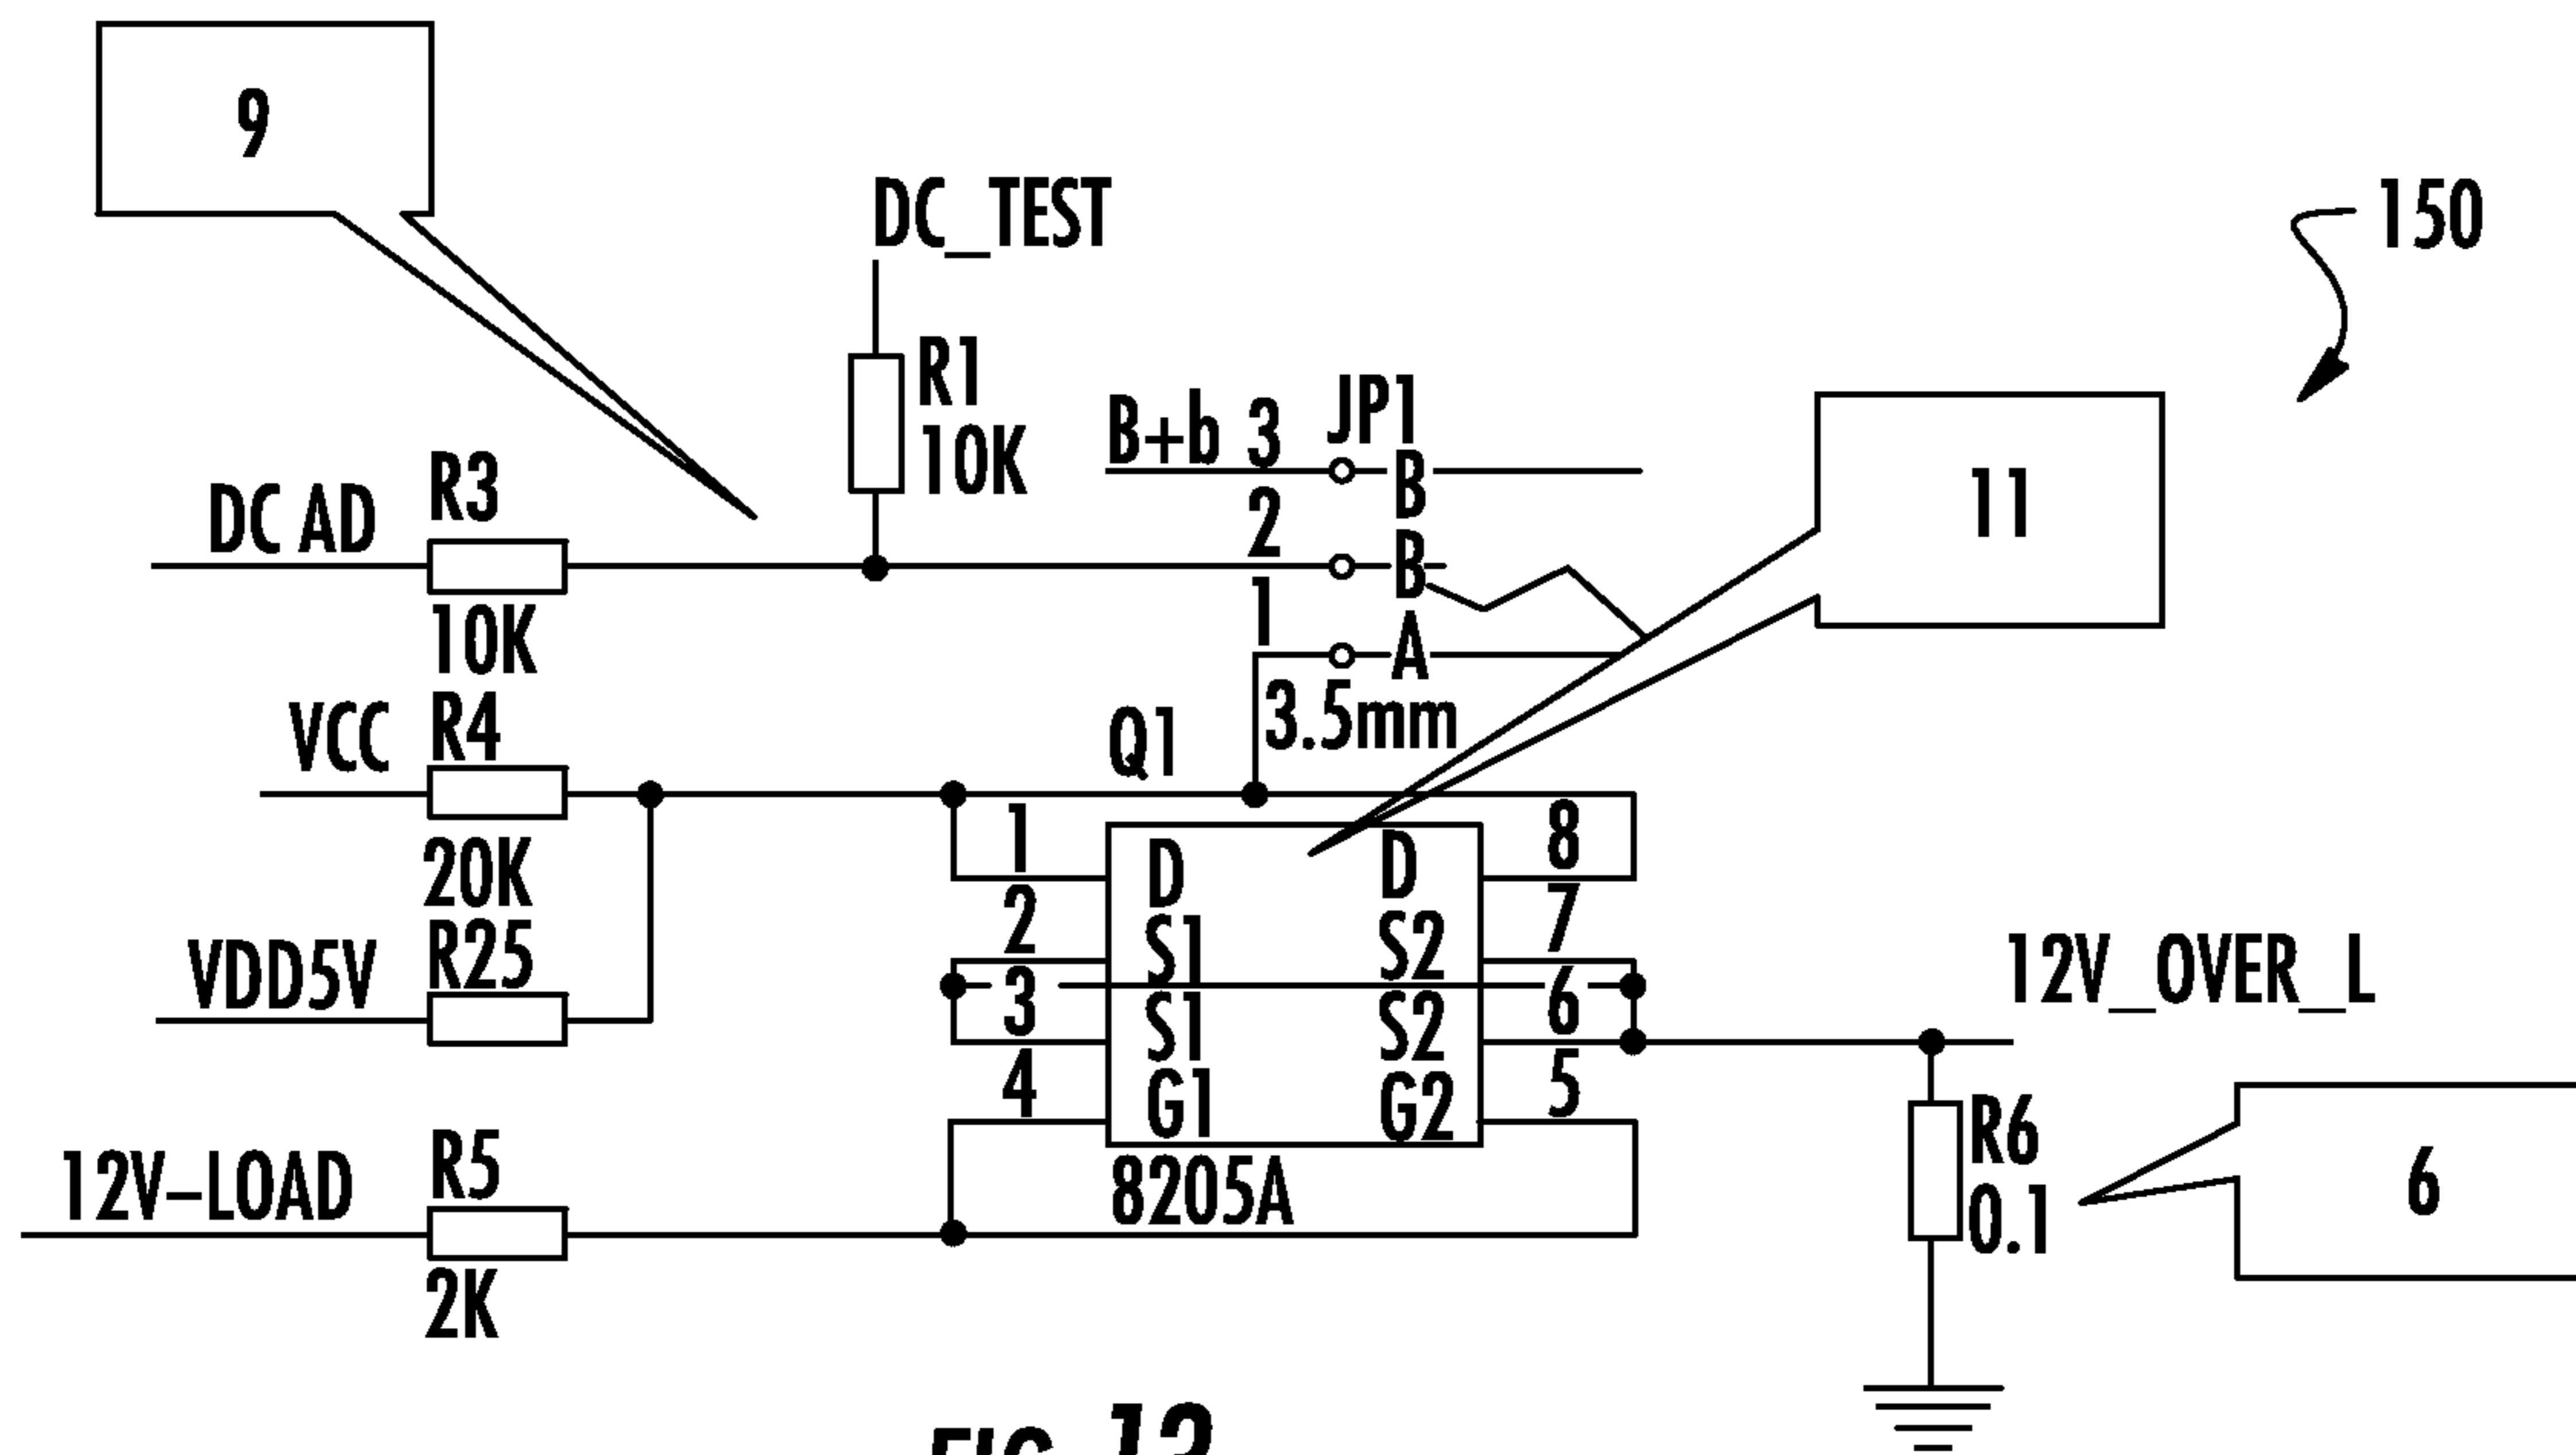 9
DC_TEST
150
R1
10K
B+b 3 JP1
B
11
DC AD
R3
10K
2
B
1
A
3.5mm
VCC
R4
20K
Q1
1
D
D
8
2
S1
S2
7
VDD5V
R25
3
S1
S2
6
12V_OVER_L
4
G1
G2
5
8205A
12V–LOAD
R5
2K
R6
0.1
6
FIG. 12